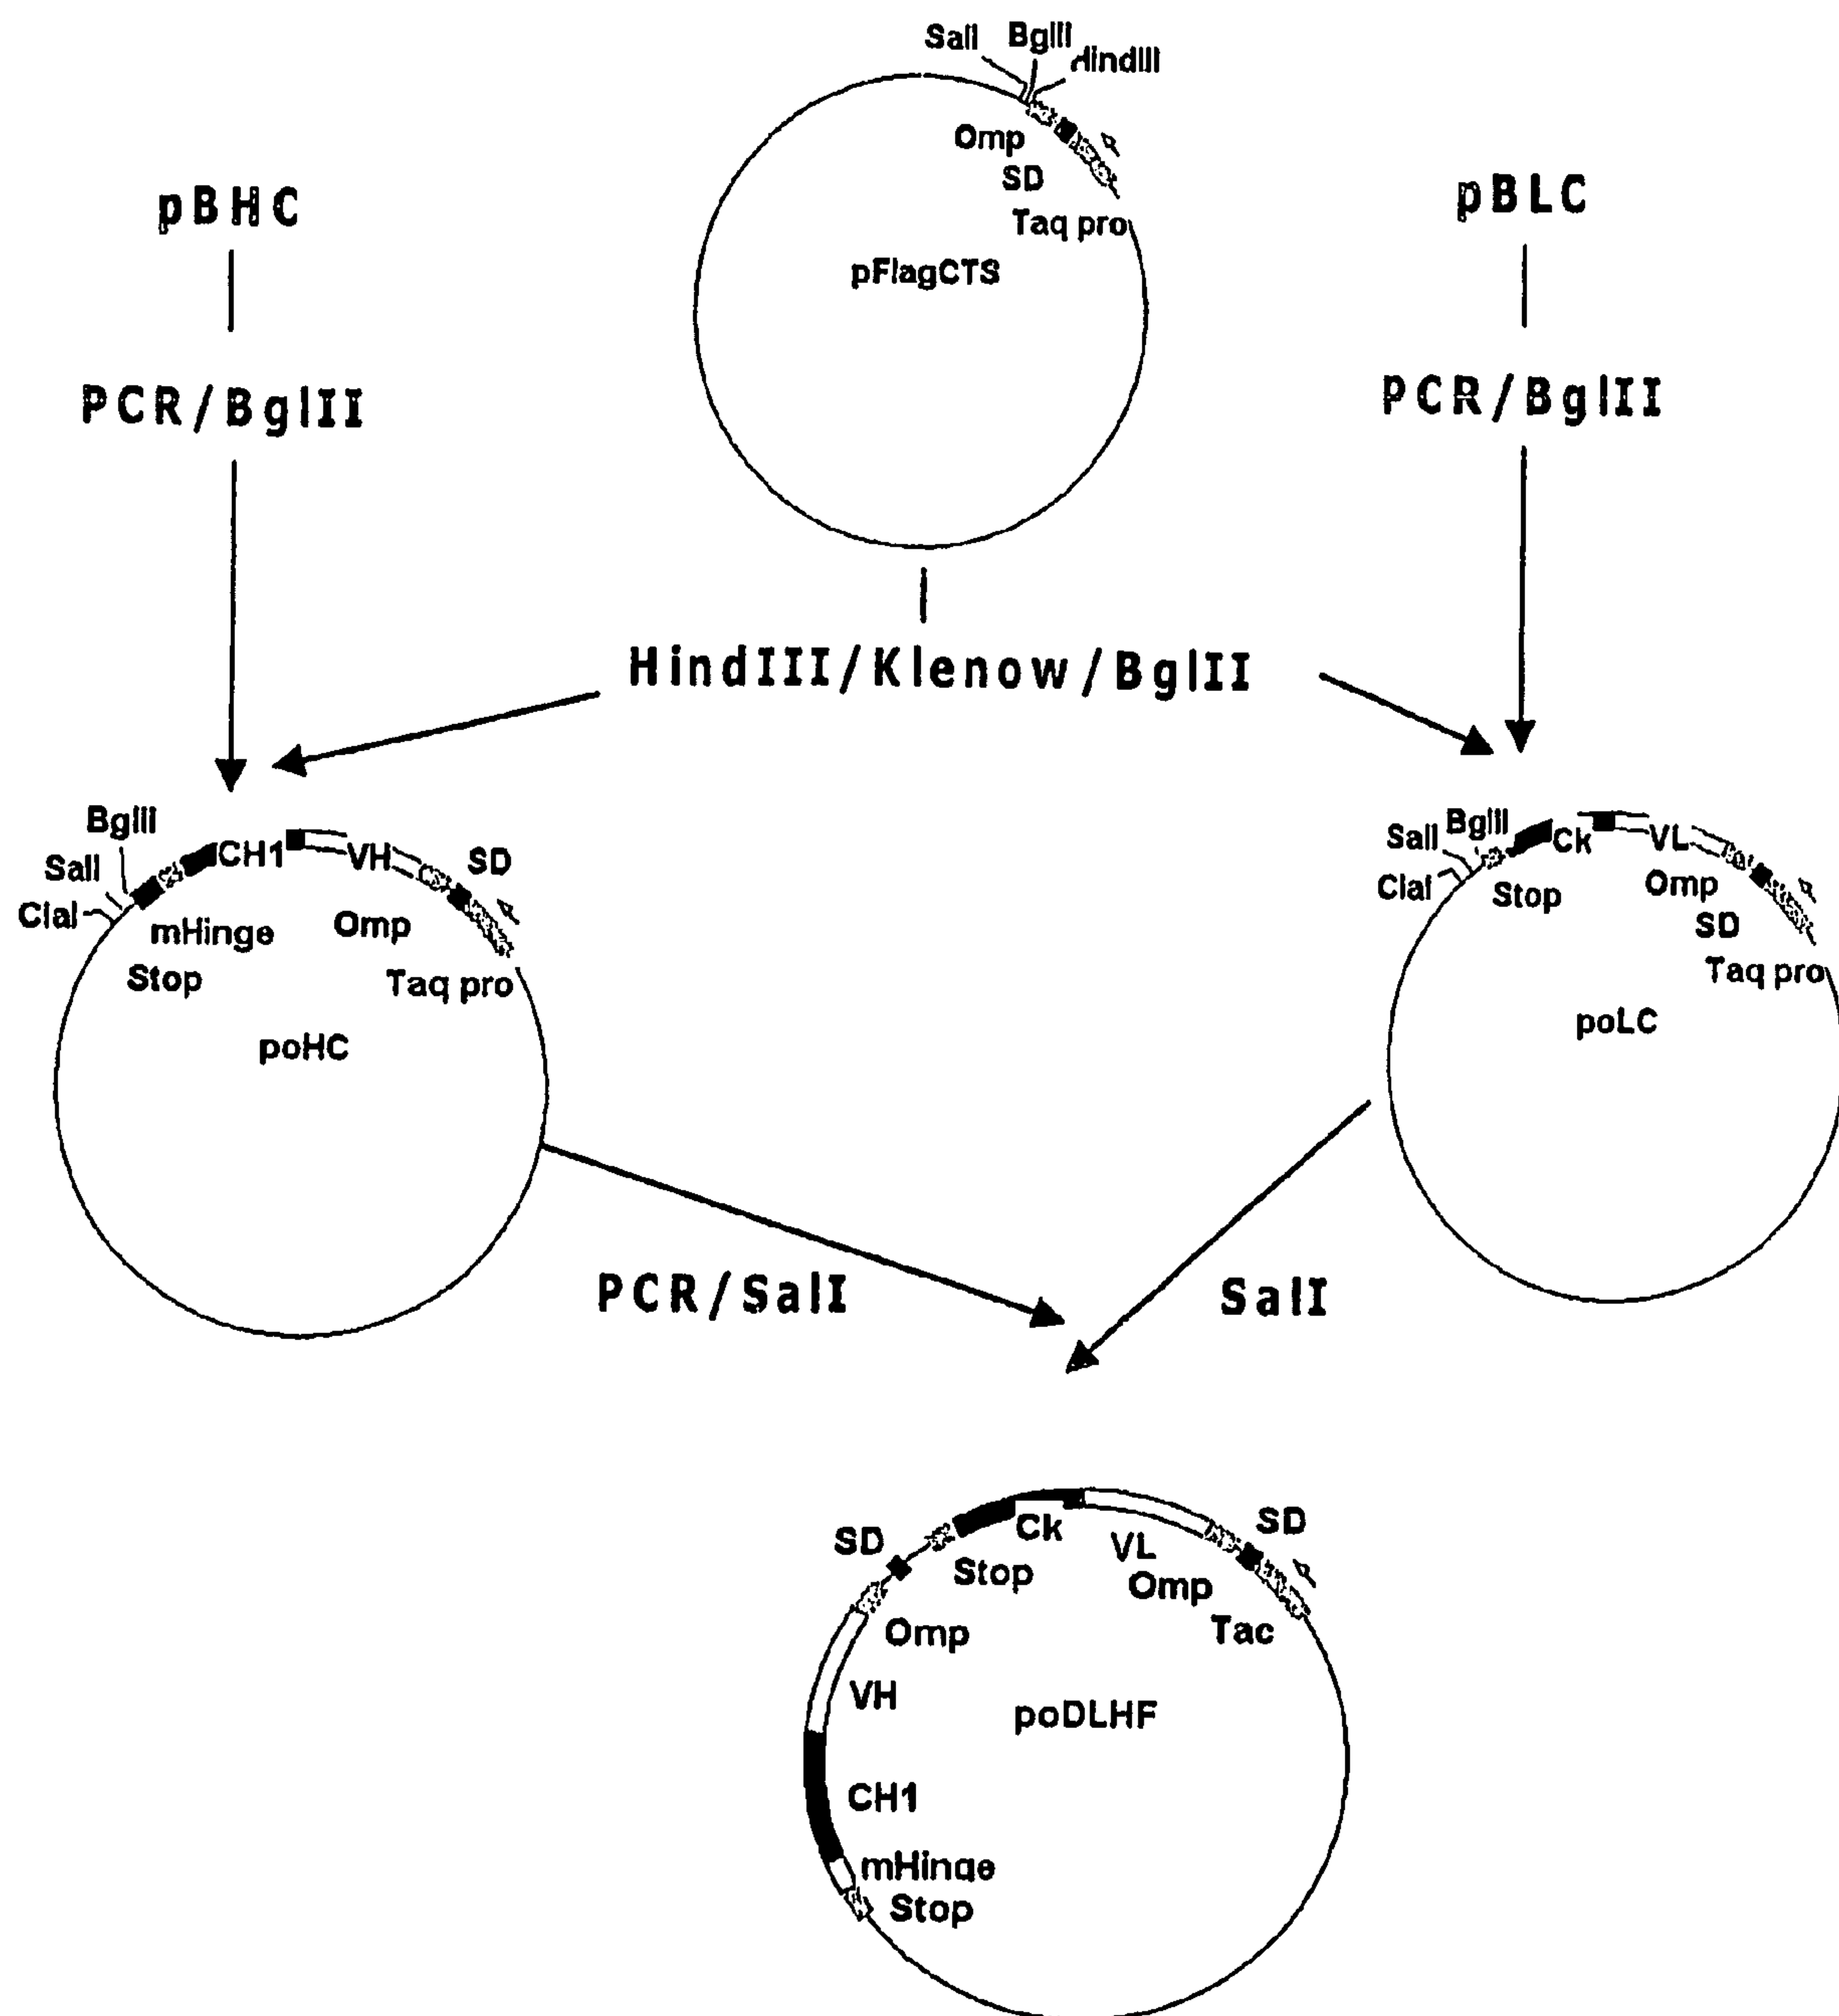 SalI BglII HindIII
Omp
SD
Taq pro
pFlagCTS
pBHC
pBLC
PCR/BglII
PCR/BglII
HindIII/Klenow/BglII
BglII
SalI
ClaI
CH1
VH
SD
mHinge
Omp
Stop
Taq pro
poHC
SalI BglII
ClaI
Ck
VL
Stop
Omp
SD
Taq pro
poLC
PCR/SalI
SalI
SD
Ck
SD
Stop
VL
Omp
Omp
Tac
VH
poDLHF
CH1
mHinge
Stop